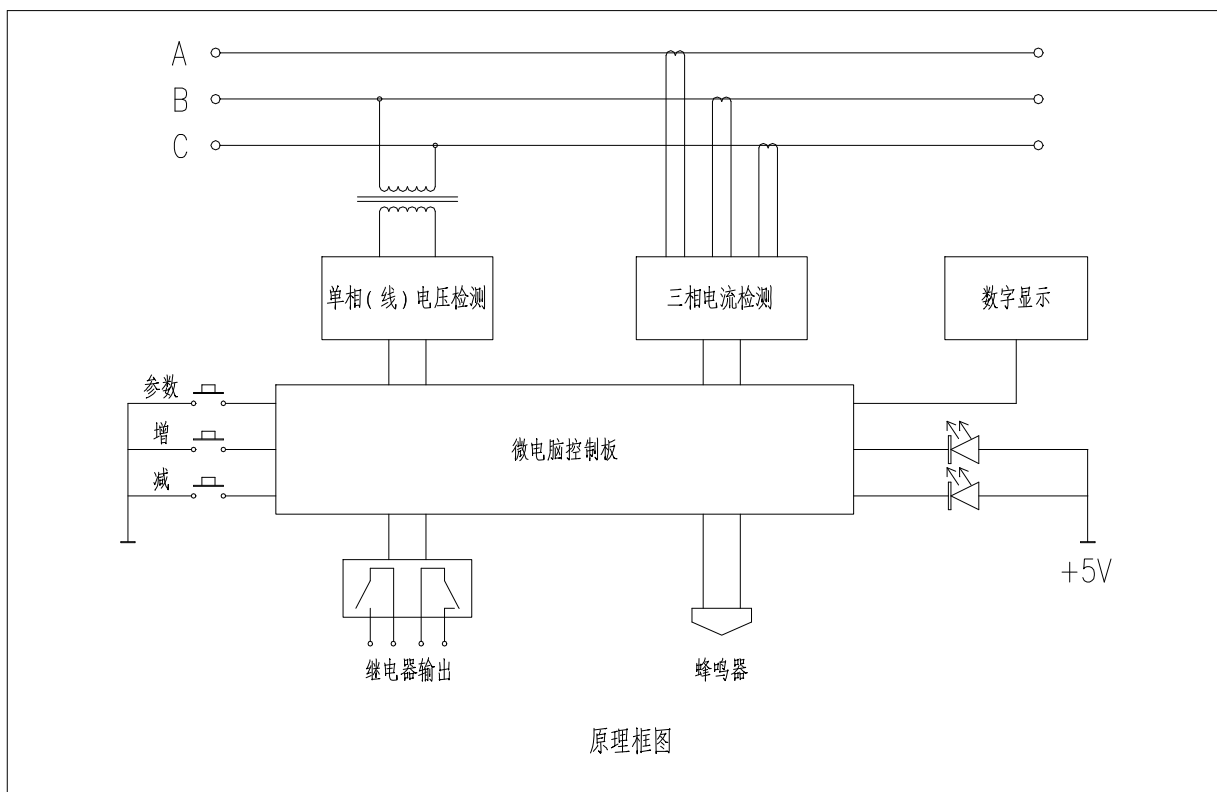 A
B
C
单相(线)电压检测
三相电流检测
数字显示
参数
增
减
微电脑控制板
+5V
继电器输出
蜂鸣器
原理框图